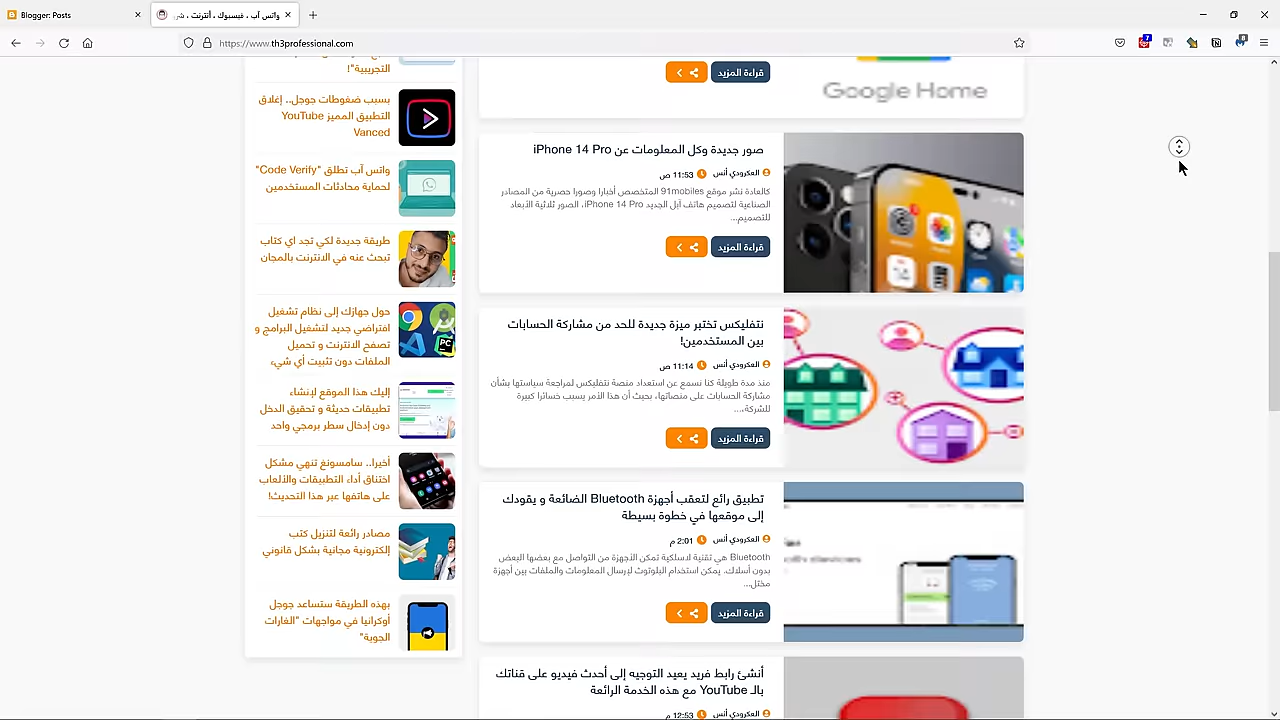 Blogger: Posts
واتس آب ، فيسبوك ، أنترنت ، شر
https://www.th3professional.com
Google Home
قراءة المزيد
صور جديدة وكل المعلومات عن iPhone 14 Pro
العكرودي أنس 11:53 ص
كالعادة نشر موقع 91mobiles المتخصص أخبارا وصورا حصرية من المصادر
الصناعية لتصميم هاتف آبل الجديد iPhone 14 Pro، الصور ثلاثية الأبعاد
للتصميم...
قراءة المزيد
نتفليكس تختبر ميزة جديدة للحد من مشاركة الحسابات
بين المستخدمين!
العكرودي أنس 11:14 ص
منذ مدة طويلة كنا نسمع عن استعداد منصة نتفليكس لمراجعة سياستها بشأن
مشاركة الحسابات على منصاتها، بحيث أن هذا الأمر يسبب خسائرا كبيرة
للشركة،...
قراءة المزيد
تطبيق رائع لتعقب أجهزة Bluetooth الضائعة و يقودك
إلى موقعها في خطوة بسيطة
العكرودي أنس 2:01 م
Bluetooth هي تقنية لاسلكية تمكن الأجهزة من التواصل مع بعضها البعض
بدون أسلاك. يمكن استخدام البلوتوث لإرسال المعلومات والملفات بين أجهزة
مختل...
قراءة المزيد
أنشئ رابط فريد يعيد التوجيه إلى أحدث فيديو على قناتك
بالـ YouTube مع هذه الخدمة الرائعة
العكرودي أنس 12:53 م
التجريبية"!
بسبب ضغوطات جوجل.. إغلاق
التطبيق المميز YouTube
Vanced
واتس آب تطلق "Code Verify"
لحماية محادثات المستخدمين
طريقة جديدة لكي تجد اي كتاب
تبحث عنه في الانترنت بالمجان
حول جهازك إلى نظام تشغيل
افتراضي جديد لتشغيل البرامج و
تصفح الانترنت و تحميل
الملفات دون تثبيت أي شيء
إليك هذا الموقع لإنشاء
تطبيقات حديثة و تحقيق الدخل
دون إدخال سطر برمجي واحد
أخيرا.. سامسونغ تنهي مشكل
اختناق أداء التطبيقات والألعاب
على هاتفها عبر هذا التحديث!
مصادر رائعة لتنزيل كتب
إلكترونية مجانية بشكل قانوني
بهذه الطريقة ستساعد جوجل
أوكرانيا في مواجهات "الغارات
الجوية"